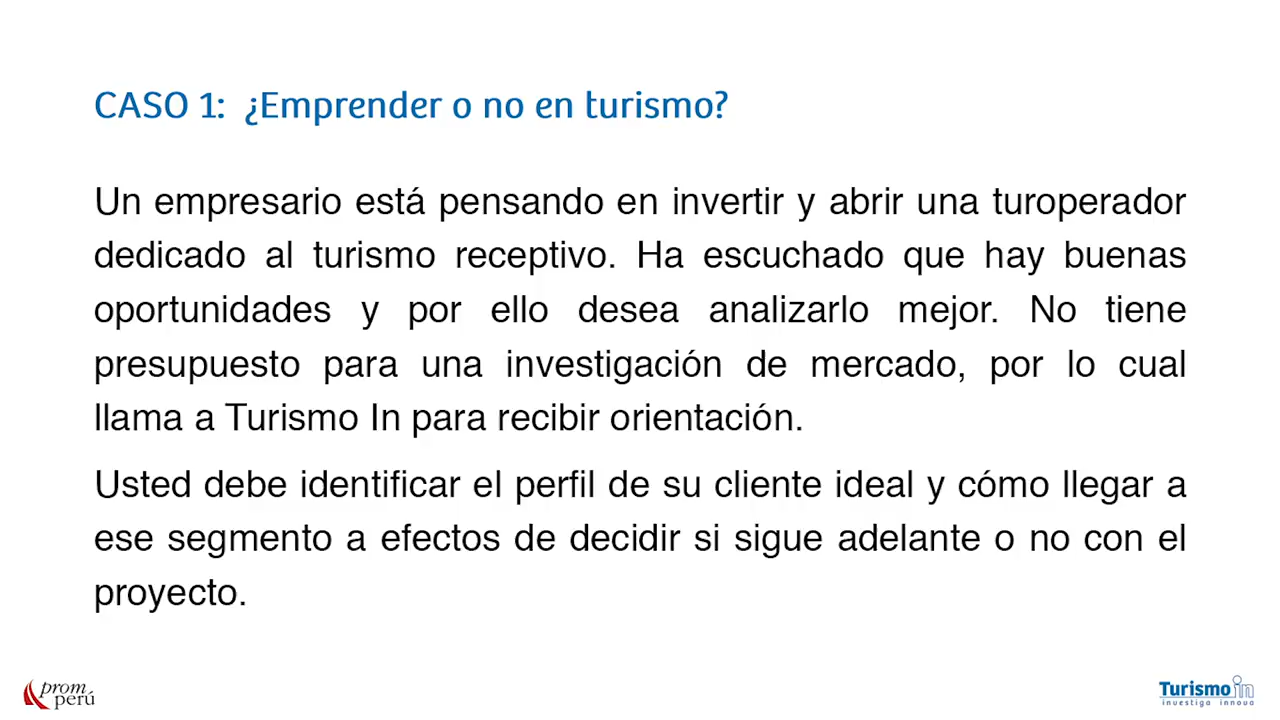 CASO 1: ¿Emprender o no en turismo?
Un empresario está pensando en invertir y abrir una turoperador
dedicado al turismo receptivo. Ha escuchado que hay buenas
oportunidades y por ello desea analizarlo mejor. No tiene
presupuesto para una investigación de mercado, por lo cual
llama a Turismo In para recibir orientación.
Usted debe identificar el perfil de su cliente ideal y cómo llegar a
ese segmento a efectos de decidir si sigue adelante o no con el
proyecto.
prom
perú
Turismo in
investiga innova